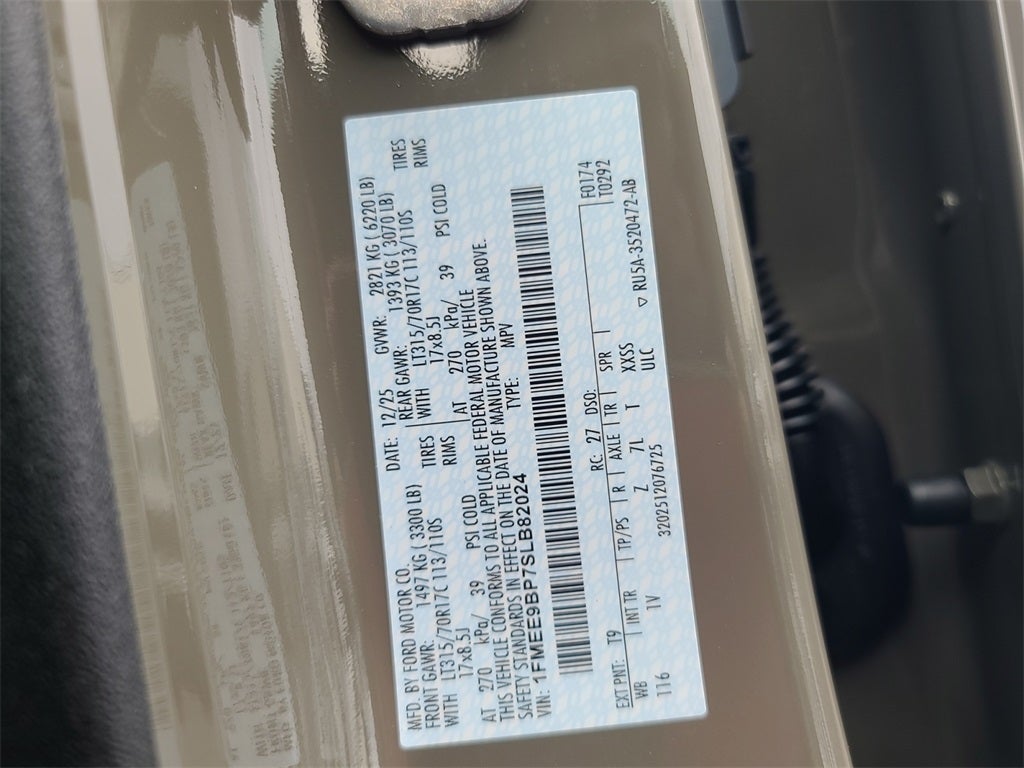 MFD. BY FORD MOTOR CO. DATE: 12/25 GVWR: 2821 KG ( 6220 LB)
FRONT GAWR: 1497 KG ( 3300 LB) REAR GAWR: 1393 KG ( 3070 LB)
WITH LT315/70R17C 113/110S TIRES WITH LT315/70R17C 113/110S TIRES
17x8.5J RIMS 17x8.5J RIMS
AT 270 kPa/ 39 PSI COLD AT 270 kPa/ 39 PSI COLD
THIS VEHICLE CONFORMS TO ALL APPLICABLE FEDERAL MOTOR VEHICLE
SAFETY STANDARDS IN EFFECT ON THE DATE OF MANUFACTURE SHOWN ABOVE.
VIN: 1FMEE9BP7SLB82024 TYPE: MPV
EXT PNT: T9 RC: 27 DSO: F0174
WB INT TR TP/PS R AXLE TR SPR T0292
116 1V Z 7L T XXSS
320251206725 ULC ▽ RU5A-3520472-AB